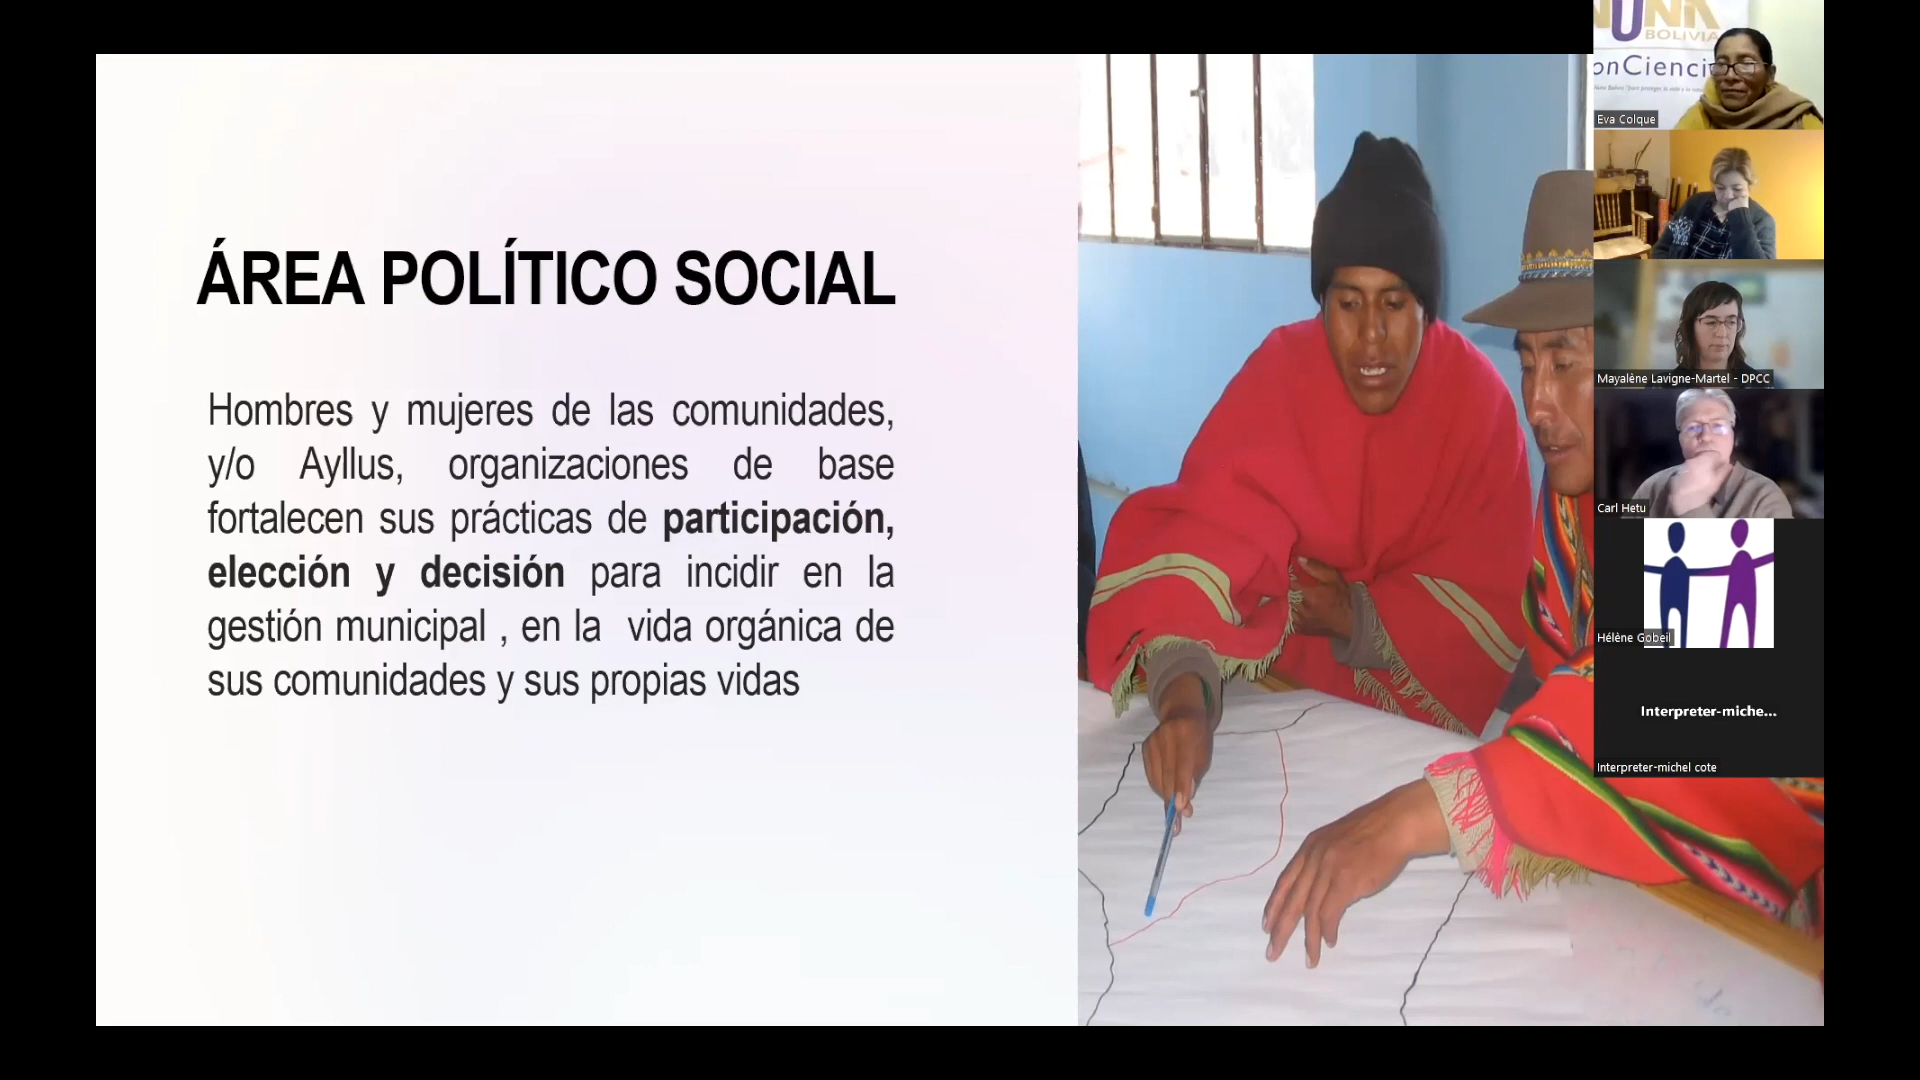 ÁREA POLÍTICO SOCIAL
Hombres y mujeres de las comunidades,
y/o Ayllus, organizaciones de base
fortalecen sus prácticas de participación,
elección y decisión para incidir en la
gestión municipal , en la vida orgánica de
sus comunidades y sus propias vidas
BOLIVIA
onCienci
Eva Colque
Mayalène Lavigne-Martel - DPCC
Carl Hetu
Hélène Gobeil
Interpreter-miche...
Interpreter-michel cote